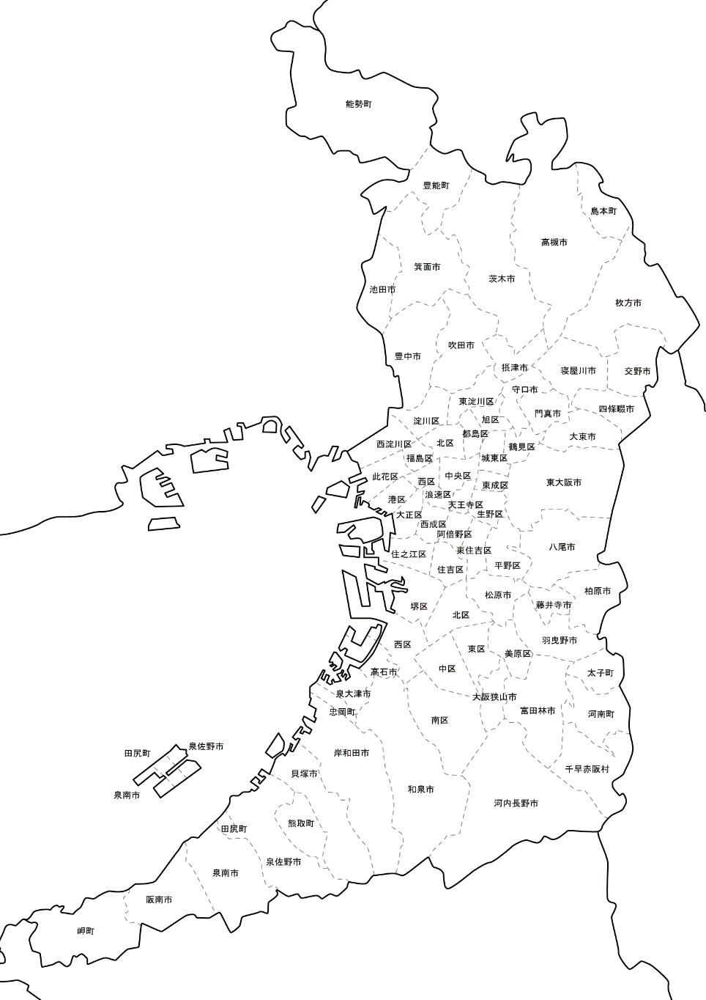 能勢町
豊能町
島本町
高槻市
箕面市
茨木市
池田市
枚方市
吹田市
豊中市
摂津市
寝屋川市
交野市
守口市
東淀川区
四條畷市
門真市
淀川区
旭区
都島区
大東市
西淀川区
北区
鶴見区
福島区
城東区
此花区
中央区
西区
東成区
東大阪市
浪速区
港区
天王寺区
大正区
生野区
西成区
阿倍野区
八尾市
住之江区
東住吉区
住吉区
平野区
柏原市
松原市
堺区
藤井寺市
北区
羽曳野市
西区
東区
美原区
中区
高石市
太子町
泉大津市
大阪狭山市
忠岡町
富田林市
河南町
南区
泉佐野市
田尻町
岸和田市
千早赤阪村
貝塚市
和泉市
泉南市
河内長野市
熊取町
田尻町
泉佐野市
泉南市
阪南市
岬町